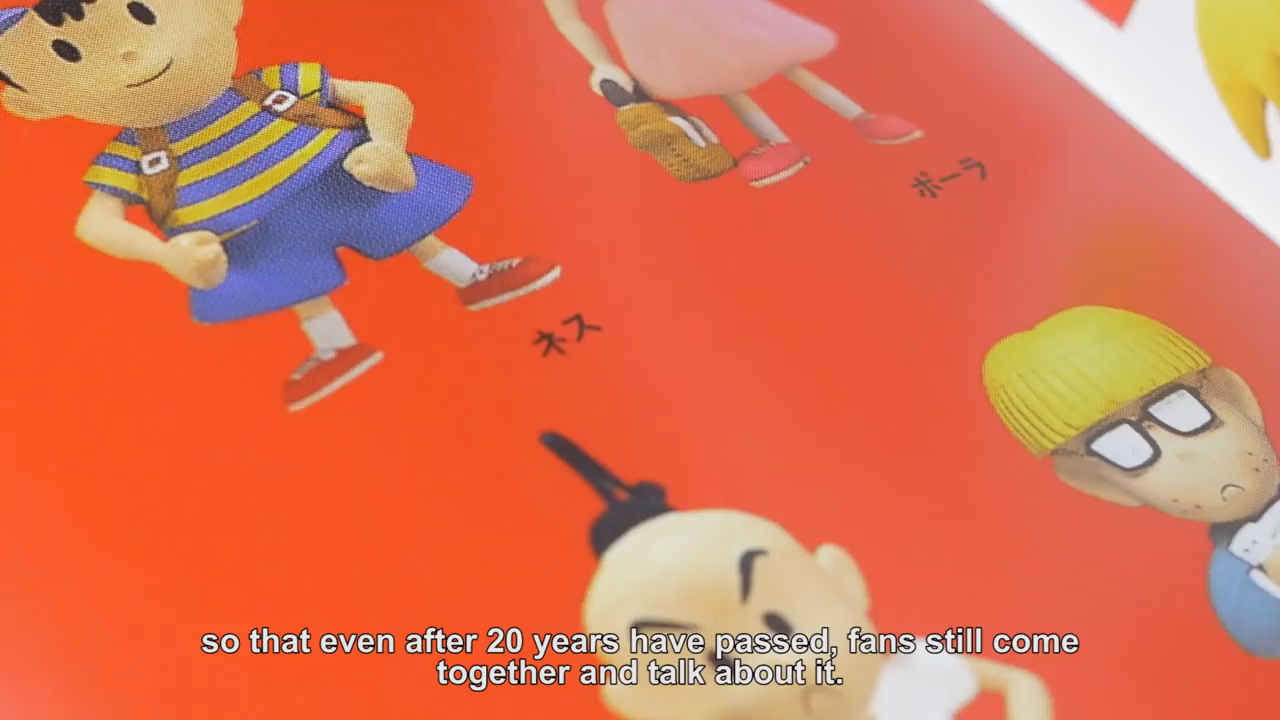 ポーラ
ネス
so that even after 20 years have passed, fans still come
together and talk about it.